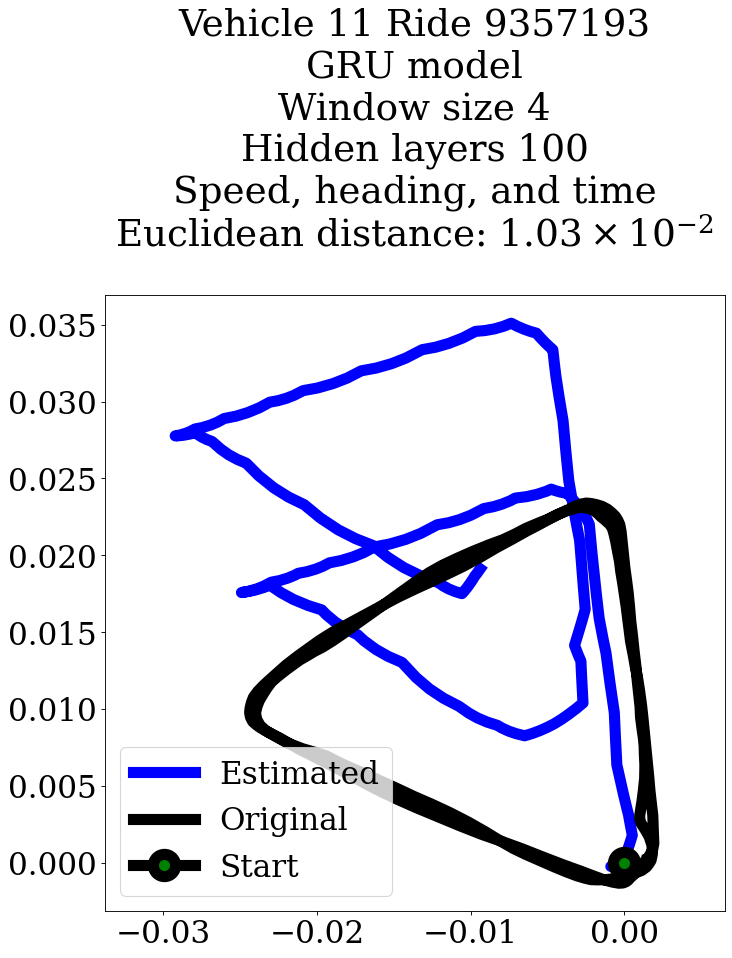 Vehicle 11 Ride 9357193
GRU model
Window size 4
Hidden layers 100
Speed, heading, and time
Euclidean distance: 1.03 × 10⁻²
0.035
0.030
0.025
0.020
0.015
0.010
0.005
0.000
Estimated
Original
Start
−0.03 −0.02 −0.01 0.00